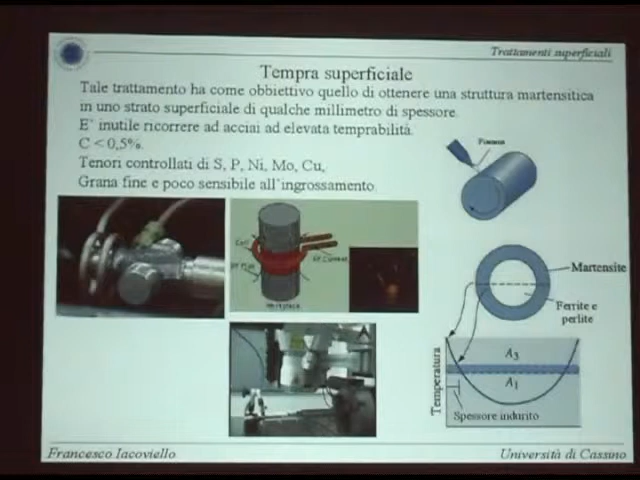 Trattamenti superficiali
Tempra superficiale
Tale trattamento ha come obbiettivo quello di ottenere una struttura martensitica
in uno strato superficiale di qualche millimetro di spessore.
E' inutile ricorrere ad acciai ad elevata temprabilità.
C < 0,5%.
Tenori controllati di S, P, Ni, Mo, Cu,
Grana fine e poco sensibile all'ingrossamento.
Fiamma
Coil
Workpiece
Martensite
Ferrite e
perlite
Temperatura
A3
A1
Spessore indurito
Francesco Iacoviello
Università di Cassino